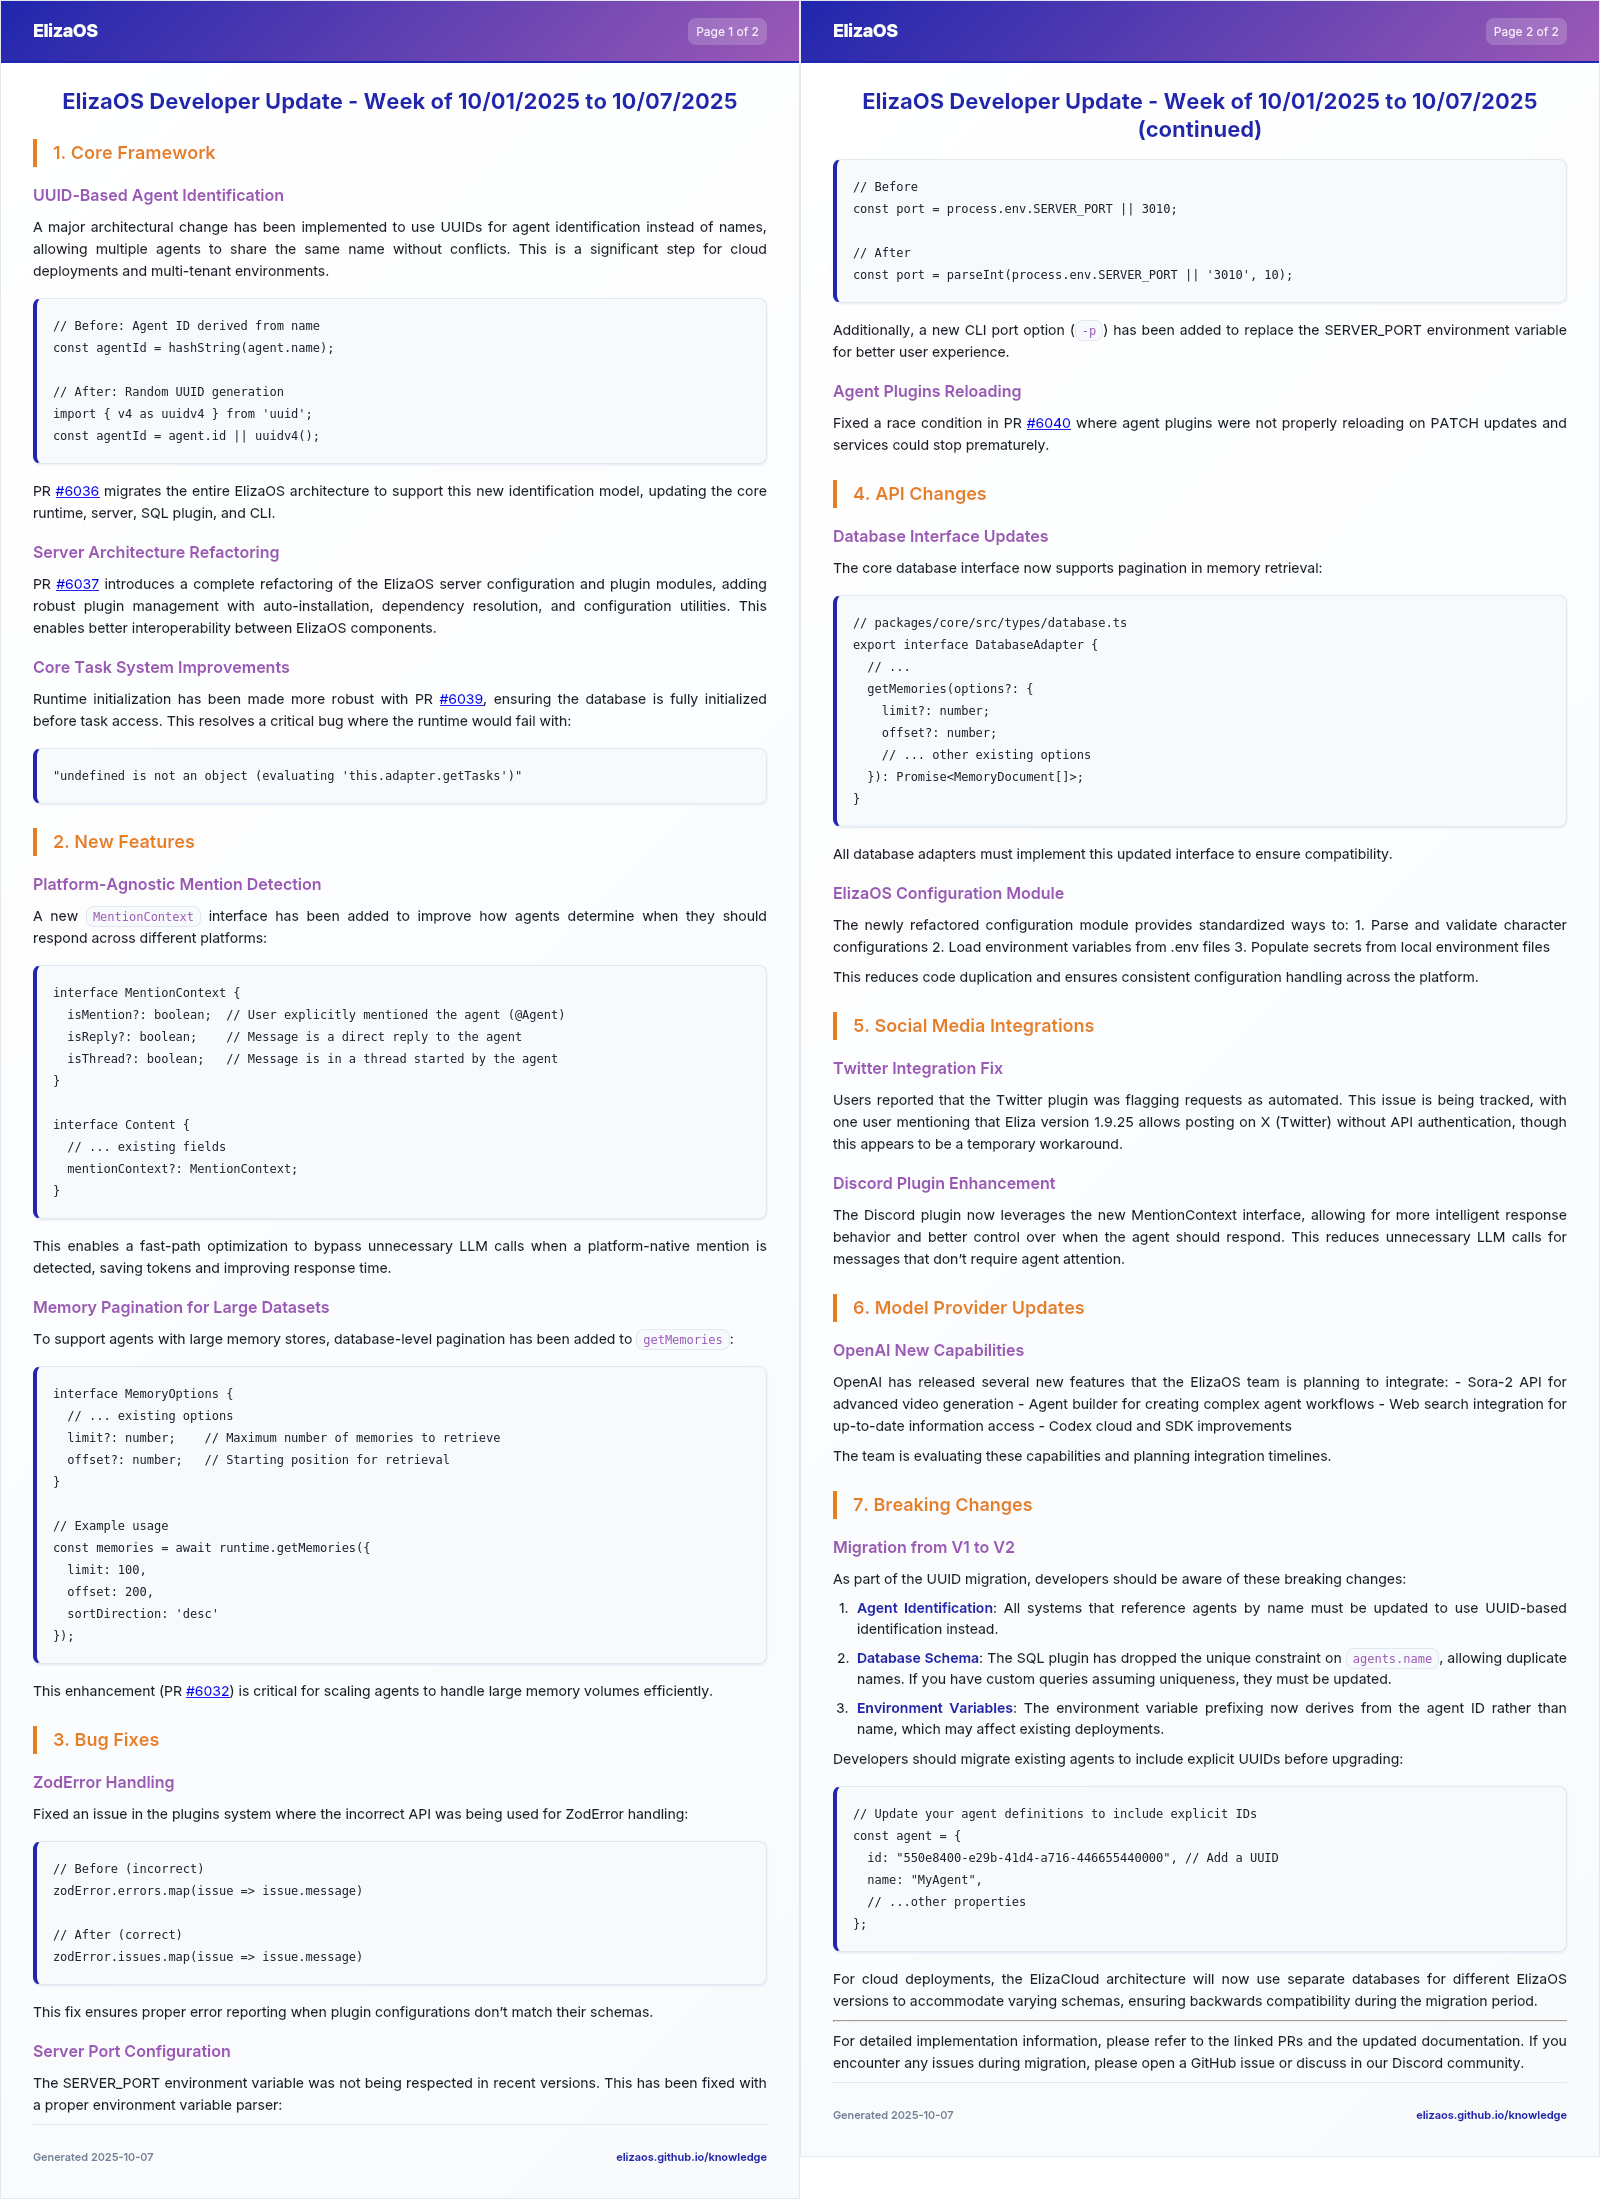 ElizaOS
Page 1 of 2
ElizaOS Developer Update - Week of 10/01/2025 to 10/07/2025
1. Core Framework
UUID-Based Agent Identification
A major architectural change has been implemented to use UUIDs for agent identification instead of names,
allowing multiple agents to share the same name without conflicts. This is a significant step for cloud
deployments and multi-tenant environments.
// Before: Agent ID derived from name
const agentId = hashString(agent.name);
// After: Random UUID generation
import { v4 as uuidv4 } from 'uuid';
const agentId = agent.id || uuidv4();
PR #6036 migrates the entire ElizaOS architecture to support this new identification model, updating the core
runtime, server, SQL plugin, and CLI.
Server Architecture Refactoring
PR #6037 introduces a complete refactoring of the ElizaOS server configuration and plugin modules, adding
robust plugin management with auto-installation, dependency resolution, and configuration utilities. This
enables better interoperability between ElizaOS components.
Core Task System Improvements
Runtime initialization has been made more robust with PR #6039, ensuring the database is fully initialized
before task access. This resolves a critical bug where the runtime would fail with:
"undefined is not an object (evaluating 'this.adapter.getTasks')"
2. New Features
Platform-Agnostic Mention Detection
A new MentionContext interface has been added to improve how agents determine when they should
respond across different platforms:
interface MentionContext {
  isMention?: boolean;  // User explicitly mentioned the agent (@Agent)
  isReply?: boolean;    // Message is a direct reply to the agent
  isThread?: boolean;   // Message is in a thread started by the agent
}
interface Content {
  // ... existing fields
  mentionContext?: MentionContext;
}
This enables a fast-path optimization to bypass unnecessary LLM calls when a platform-native mention is
detected, saving tokens and improving response time.
Memory Pagination for Large Datasets
To support agents with large memory stores, database-level pagination has been added to getMemories:
interface MemoryOptions {
  // ... existing options
  limit?: number;    // Maximum number of memories to retrieve
  offset?: number;   // Starting position for retrieval
}
// Example usage
const memories = await runtime.getMemories({
  limit: 100,
  offset: 200,
  sortDirection: 'desc'
});
This enhancement (PR #6032) is critical for scaling agents to handle large memory volumes efficiently.
3. Bug Fixes
ZodError Handling
Fixed an issue in the plugins system where the incorrect API was being used for ZodError handling:
// Before (incorrect)
zodError.errors.map(issue => issue.message)
// After (correct)
zodError.issues.map(issue => issue.message)
This fix ensures proper error reporting when plugin configurations don't match their schemas.
Server Port Configuration
The SERVER_PORT environment variable was not being respected in recent versions. This has been fixed with
a proper environment variable parser:
Generated 2025-10-07
elizaos.github.io/knowledge
ElizaOS
Page 2 of 2
ElizaOS Developer Update - Week of 10/01/2025 to 10/07/2025
(continued)
// Before
const port = process.env.SERVER_PORT || 3010;
// After
const port = parseInt(process.env.SERVER_PORT || '3010', 10);
Additionally, a new CLI port option (-p) has been added to replace the SERVER_PORT environment variable
for better user experience.
Agent Plugins Reloading
Fixed a race condition in PR #6040 where agent plugins were not properly reloading on PATCH updates and
services could stop prematurely.
4. API Changes
Database Interface Updates
The core database interface now supports pagination in memory retrieval:
// packages/core/src/types/database.ts
export interface DatabaseAdapter {
  // ...
  getMemories(options?: {
    limit?: number;
    offset?: number;
    // ... other existing options
  }): Promise<MemoryDocument[]>;
}
All database adapters must implement this updated interface to ensure compatibility.
ElizaOS Configuration Module
The newly refactored configuration module provides standardized ways to: 1. Parse and validate character
configurations 2. Load environment variables from .env files 3. Populate secrets from local environment files
This reduces code duplication and ensures consistent configuration handling across the platform.
5. Social Media Integrations
Twitter Integration Fix
Users reported that the Twitter plugin was flagging requests as automated. This issue is being tracked, with
one user mentioning that Eliza version 1.9.25 allows posting on X (Twitter) without API authentication, though
this appears to be a temporary workaround.
Discord Plugin Enhancement
The Discord plugin now leverages the new MentionContext interface, allowing for more intelligent response
behavior and better control over when the agent should respond. This reduces unnecessary LLM calls for
messages that don't require agent attention.
6. Model Provider Updates
OpenAI New Capabilities
OpenAI has released several new features that the ElizaOS team is planning to integrate: - Sora-2 API for
advanced video generation - Agent builder for creating complex agent workflows - Web search integration for
up-to-date information access - Codex cloud and SDK improvements
The team is evaluating these capabilities and planning integration timelines.
7. Breaking Changes
Migration from V1 to V2
As part of the UUID migration, developers should be aware of these breaking changes:
1. Agent Identification: All systems that reference agents by name must be updated to use UUID-based
identification instead.
2. Database Schema: The SQL plugin has dropped the unique constraint on agents.name, allowing duplicate
names. If you have custom queries assuming uniqueness, they must be updated.
3. Environment Variables: The environment variable prefixing now derives from the agent ID rather than
name, which may affect existing deployments.
Developers should migrate existing agents to include explicit UUIDs before upgrading:
// Update your agent definitions to include explicit IDs
const agent = {
  id: "550e8400-e29b-41d4-a716-446655440000", // Add a UUID
  name: "MyAgent",
  // ...other properties
};
For cloud deployments, the ElizaCloud architecture will now use separate databases for different ElizaOS
versions to accommodate varying schemas, ensuring backwards compatibility during the migration period.
For detailed implementation information, please refer to the linked PRs and the updated documentation. If you
encounter any issues during migration, please open a GitHub issue or discuss in our Discord community.
Generated 2025-10-07
elizaos.github.io/knowledge